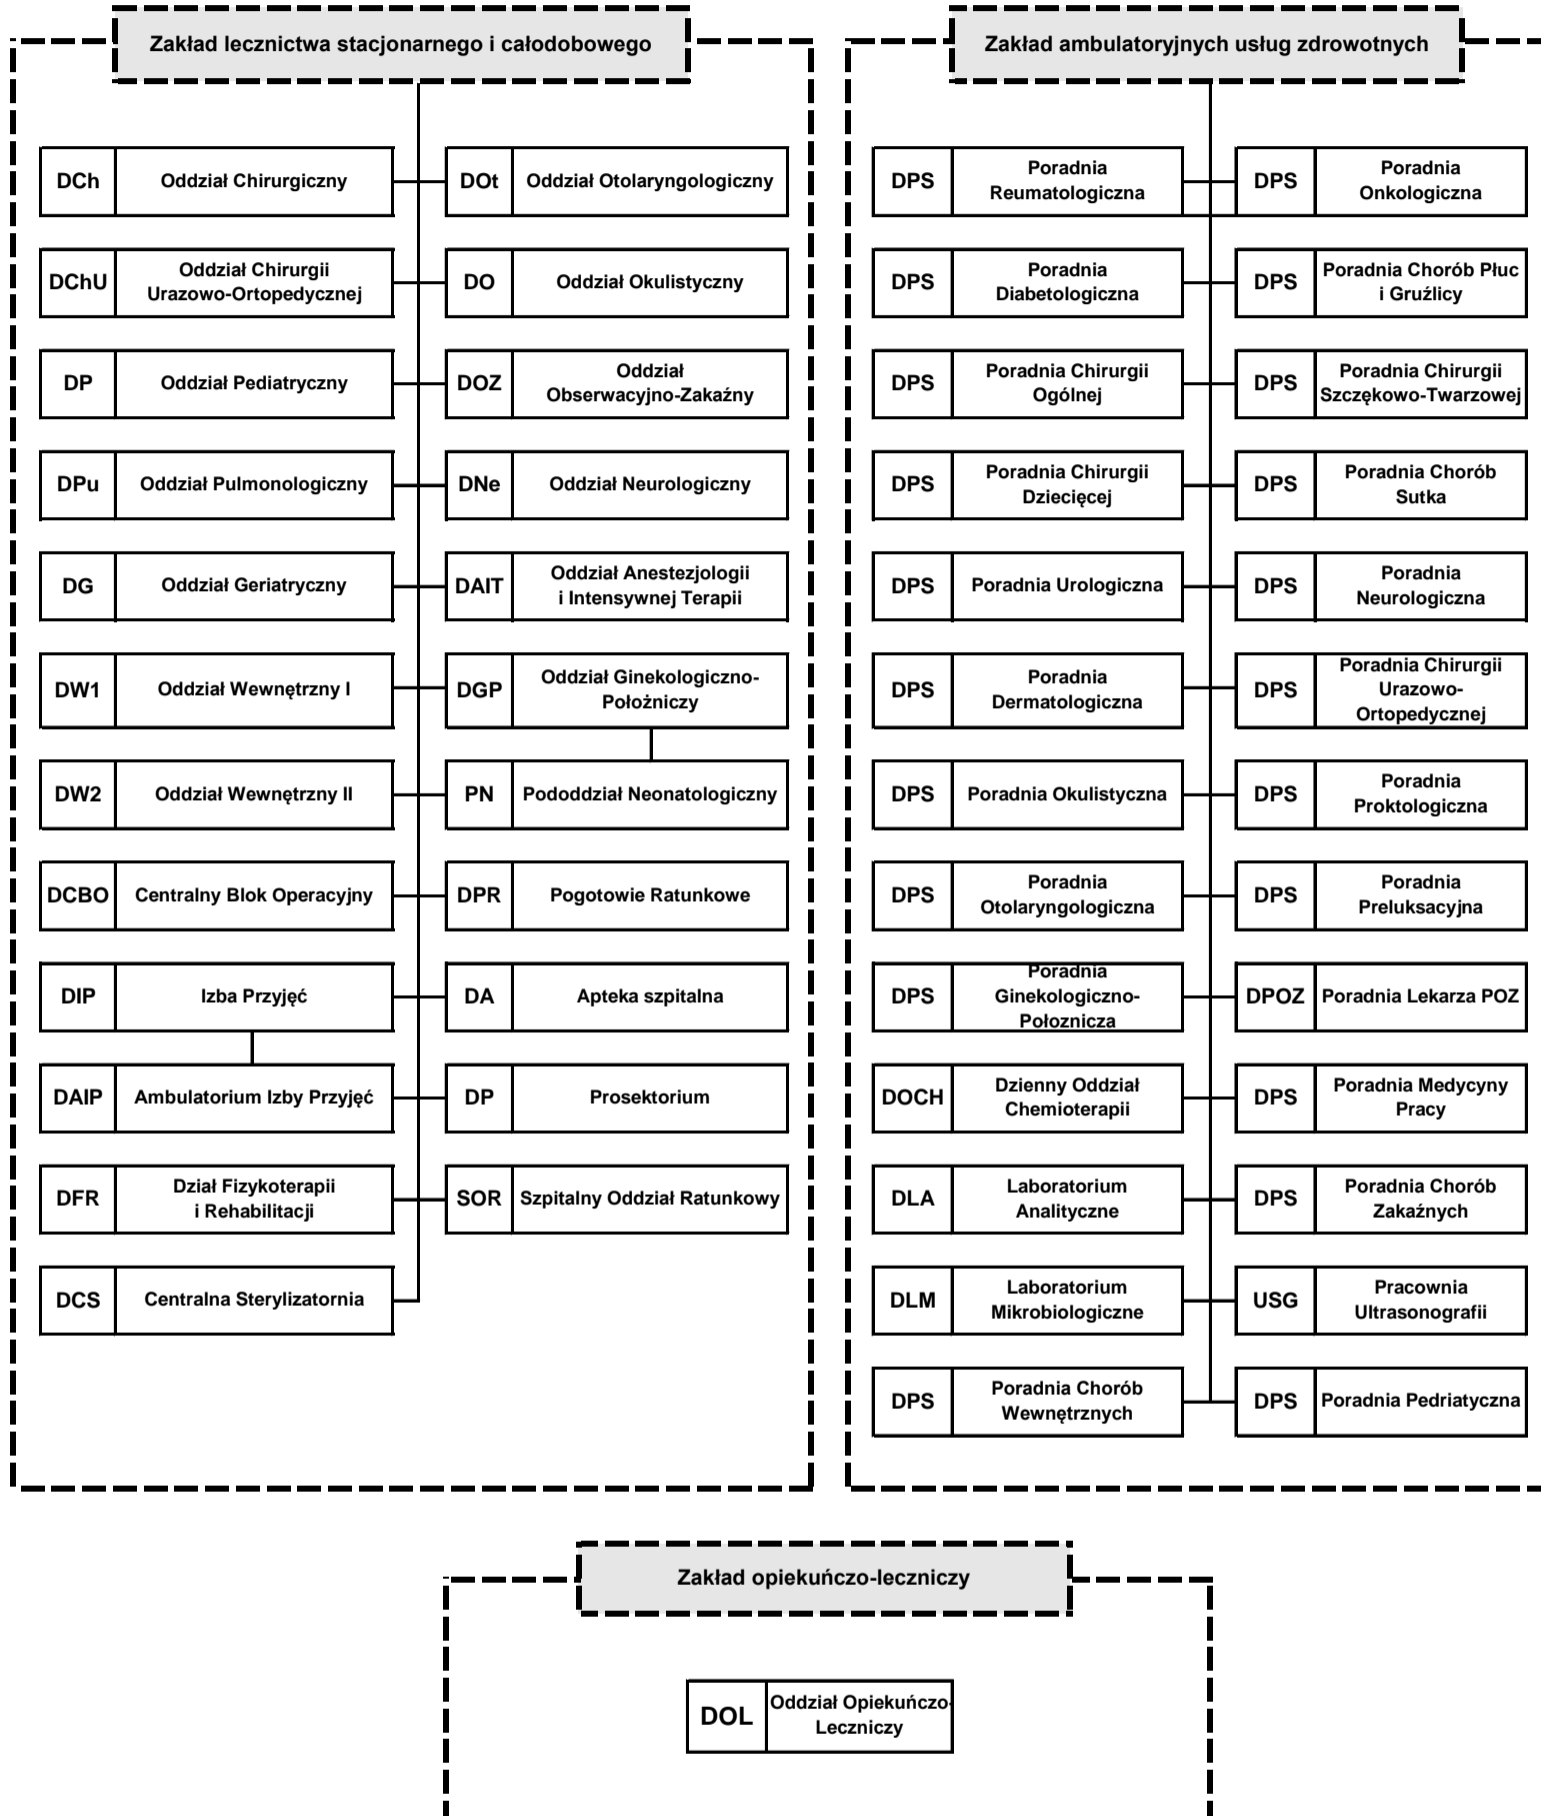 Zakład lecznictwa stacjonarnego i całodobowego
DCh
Oddział Chirurgiczny
DOt
Oddział Otolaryngologiczny
DChU
Oddział Chirurgii
Urazowo-Ortopedycznej
DO
Oddział Okulistyczny
DP
Oddział Pediatryczny
DOZ
Oddział
Obserwacyjno-Zakaźny
DPu
Oddział Pulmonologiczny
DNe
Oddział Neurologiczny
DG
Oddział Geriatryczny
DAIT
Oddział Anestezjologii
i Intensywnej Terapii
DW1
Oddział Wewnętrzny I
DGP
Oddział Ginekologiczno-
Położniczy
DW2
Oddział Wewnętrzny II
PN
Pododdział Neonatologiczny
DCBO
Centralny Blok Operacyjny
DPR
Pogotowie Ratunkowe
DIP
Izba Przyjęć
DA
Apteka szpitalna
DAIP
Ambulatorium Izby Przyjęć
DP
Prosektorium
DFR
Dział Fizykoterapii
i Rehabilitacji
SOR
Szpitalny Oddział Ratunkowy
DCS
Centralna Sterylizatornia
Zakład ambulatoryjnych usług zdrowotnych
DPS
Poradnia
Reumatologiczna
DPS
Poradnia
Onkologiczna
DPS
Poradnia
Diabetologiczna
DPS
Poradnia Chorób Płuc
i Gruźlicy
DPS
Poradnia Chirurgii
Ogólnej
DPS
Poradnia Chirurgii
Szczękowo-Twarzowej
DPS
Poradnia Chirurgii
Dziecięcej
DPS
Poradnia Chorób
Sutka
DPS
Poradnia Urologiczna
DPS
Poradnia
Neurologiczna
DPS
Poradnia
Dermatologiczna
DPS
Poradnia Chirurgii
Urazowo-
Ortopedycznej
DPS
Poradnia Okulistyczna
DPS
Poradnia
Proktologiczna
DPS
Poradnia
Otolaryngologiczna
DPS
Poradnia
Preluksacyjna
DPS
Poradnia
Ginekologiczno-
Położnicza
DPOZ
Poradnia Lekarza POZ
DOCH
Dzienny Oddział
Chemioterapii
DPS
Poradnia Medycyny
Pracy
DLA
Laboratorium
Analityczne
DPS
Poradnia Chorób
Zakaźnych
DLM
Laboratorium
Mikrobiologiczne
USG
Pracownia
Ultrasonografii
DPS
Poradnia Chorób
Wewnętrznych
DPS
Poradnia Pedriatyczna
Zakład opiekuńczo-leczniczy
DOL
Oddział Opiekuńczo-
Leczniczy